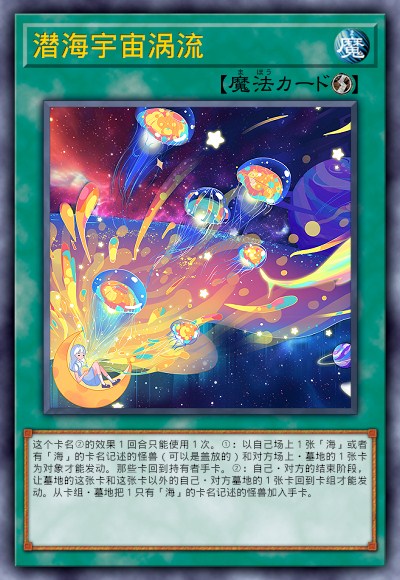 潜海宇宙涡流
魔
【魔法カード】
まほう
这个卡名②的效果1回合只能使用1次。①：以自己场上1张「海」或者
有「海」的卡名记述的怪兽（可以是盖放的）和对方场上·墓地的1张卡
为对象才能发动。那些卡回到持有者手卡。②：自己·对方的结束阶段，
让墓地的这张卡和这张卡以外的自己·对方墓地的1张卡回到卡组才能发
动。从卡组·墓地把1只有「海」的卡名记述的怪兽加入手卡。